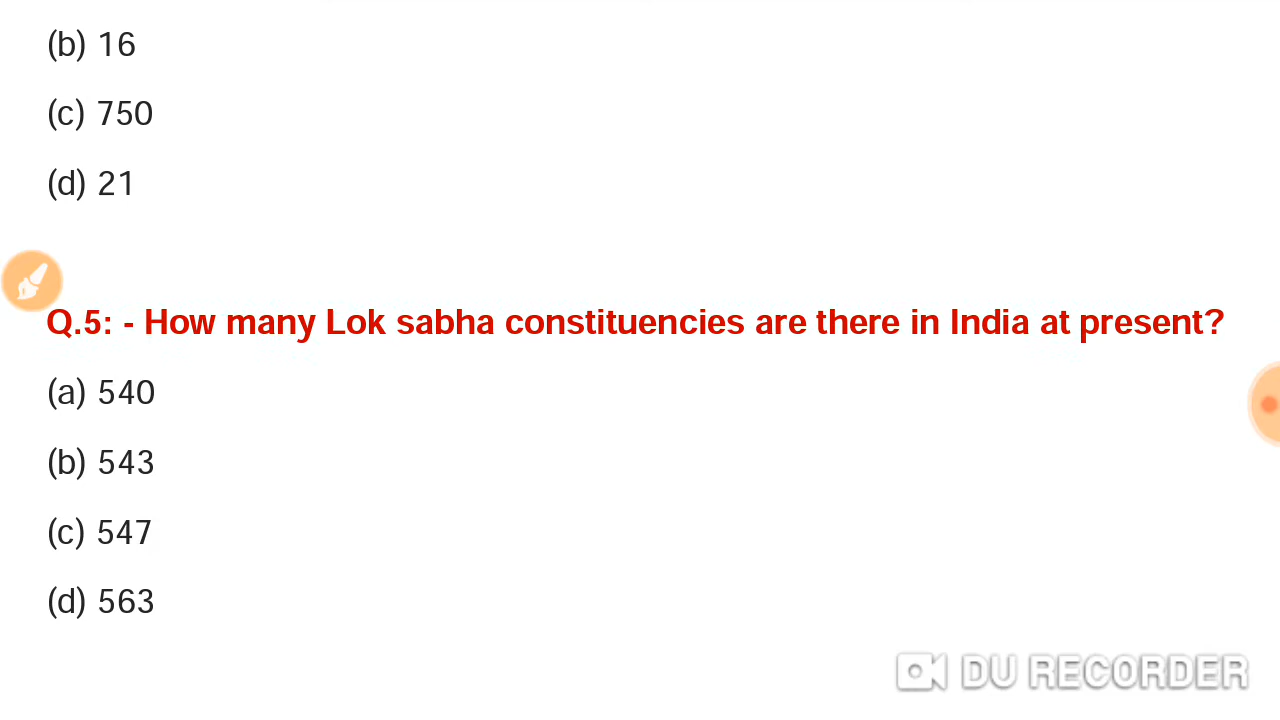 (b) 16
(c) 750
(d) 21
Q.5: - How many Lok sabha constituencies are there in India at present?
(a) 540
(b) 543
(c) 547
(d) 563
DU RECORDER